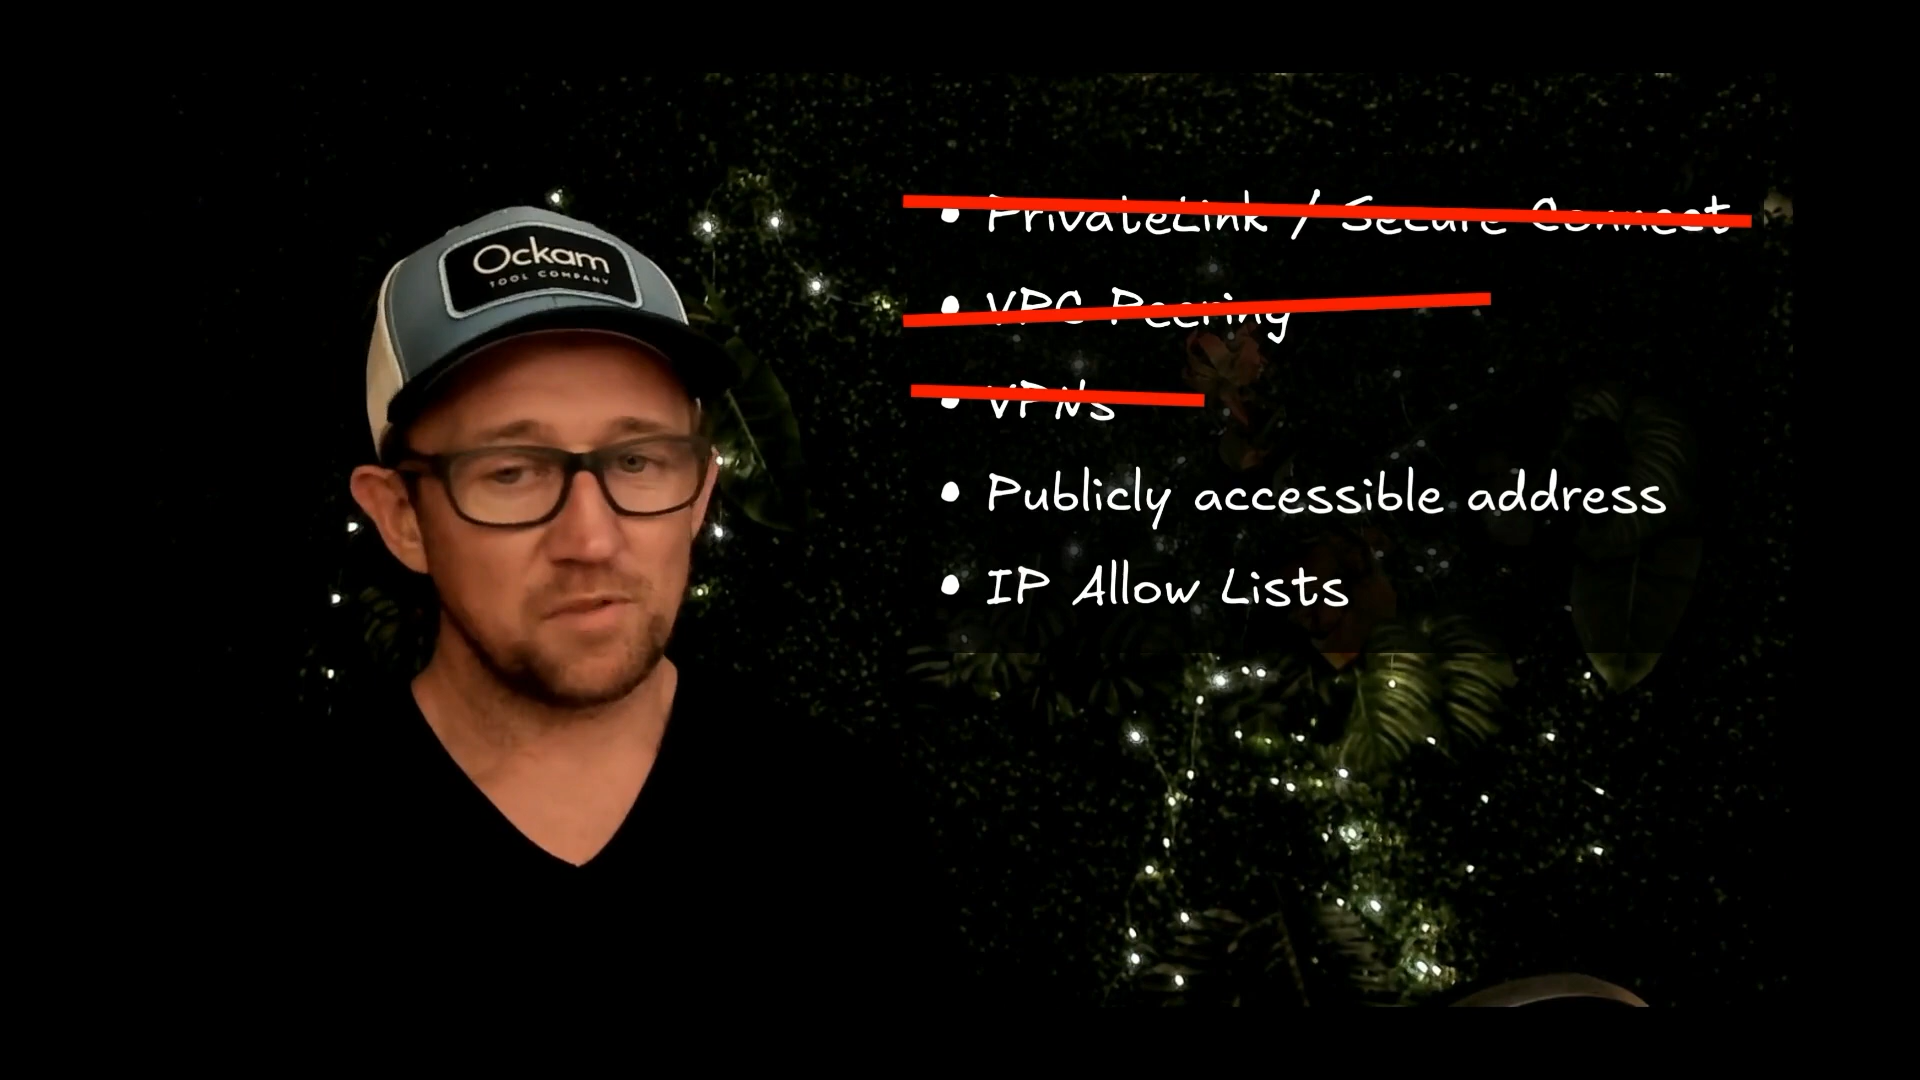 Ockam
TOOL COMPANY
• PrivateLink / Secure Connect
• VPC Peering
• VPNs
• Publicly accessible address
• IP Allow Lists